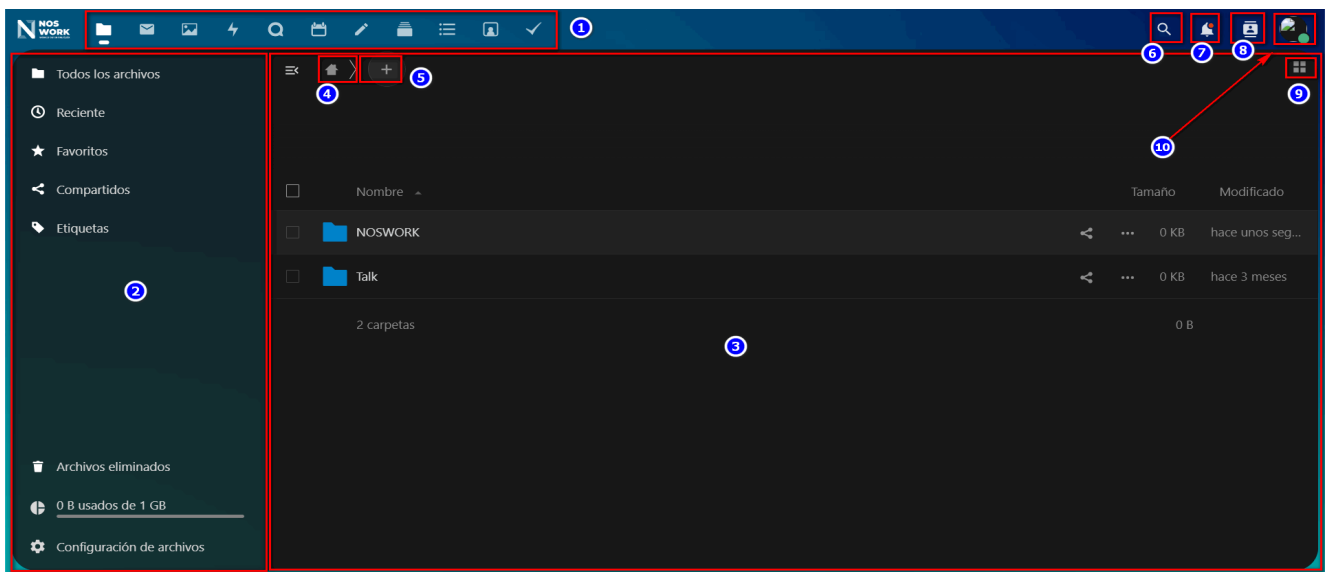 NOS
WORK
1
6
7
8
Todos los archivos
4
5
9
Reciente
10
Favoritos
Compartidos
Nombre
Tamaño
Modificado
Etiquetas
NOSWORK
0 KB
hace unos seg...
Talk
0 KB
hace 3 meses
2
2 carpetas
0 B
3
Archivos eliminados
0 B usados de 1 GB
Configuración de archivos